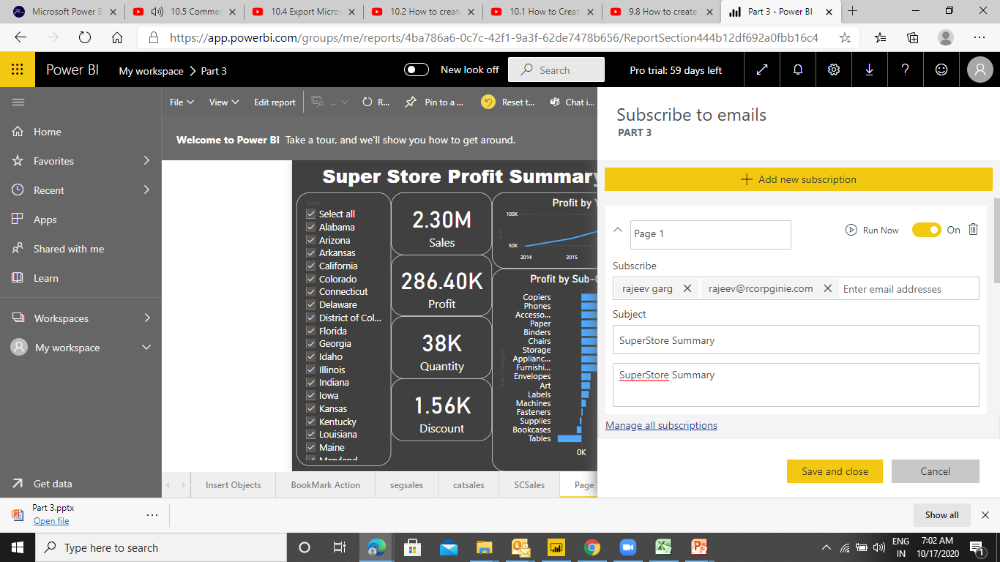 Microsoft Power B
10.5 Commer
10.4 Export Micros
10.2 How to create
10.1 How to Creat
9.8 How to create
Part 3 - Power BI
https://app.powerbi.com/groups/me/reports/4ba786a6-0c7c-42f1-9a3f-62de7478b656/ReportSection444b12df692a0fbb16c4
Power BI
My workspace > Part 3
New look off
Search
Pro trial: 59 days left
File
View
Edit report
...
R...
Pin to a ...
Reset t...
Chat i...
Welcome to Power BI Take a tour, and we'll show you how to get around.
Home
Favorites
Recent
Apps
Shared with me
Learn
Workspaces
My workspace
Get data
Super Store Profit Summary
State
Select all
Alabama
Arizona
Arkansas
California
Colorado
Connecticut
Delaware
District of Col...
Florida
Georgia
Idaho
Illinois
Indiana
Iowa
Kansas
Kentucky
Louisiana
Maine
Maryland
2.30M
Sales
286.40K
Profit
38K
Quantity
1.56K
Discount
Profit by Y
100K
50K
2014
2015
Profit by Sub-C
Sub-Category
Copiers
Phones
Accesso...
Paper
Binders
Chairs
Storage
Applianc...
Furnishi...
Envelopes
Art
Labels
Machines
Fasteners
Supplies
Bookcases
Tables
0K
Insert Objects
BookMark Action
segsales
catsales
SCSales
Page
Subscribe to emails
PART 3
Add new subscription
Page 1
Run Now
On
Subscribe
rajeev garg
rajeev@rcorpginie.com
Enter email addresses
Subject
SuperStore Summary
SuperStore Summary
Manage all subscriptions
Save and close
Cancel
Part 3.pptx
Open file
...
Show all
Type here to search
ENG
IN
7:02 AM
10/17/2020
1